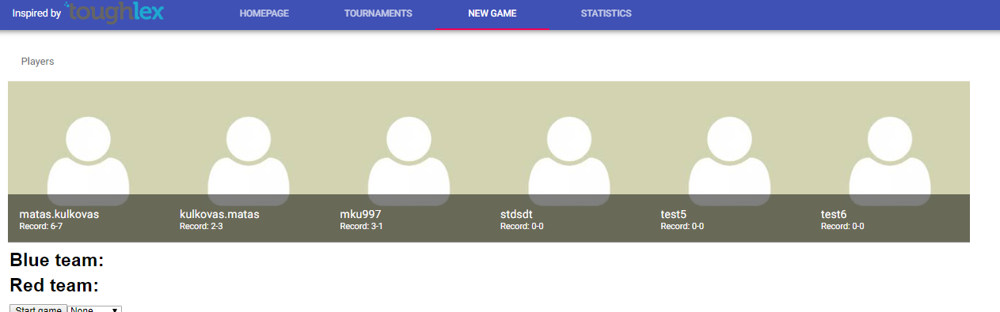 Inspired by toughlex HOMEPAGE TOURNAMENTS NEW GAME STATISTICS
Players
matas.kulkovas kulkovas.matas mku997 stdsdt test5 test6
Record: 6-7 Record: 2-3 Record: 3-1 Record: 0-0 Record: 0-0 Record: 0-0
Blue team:
Red team:
Start game None